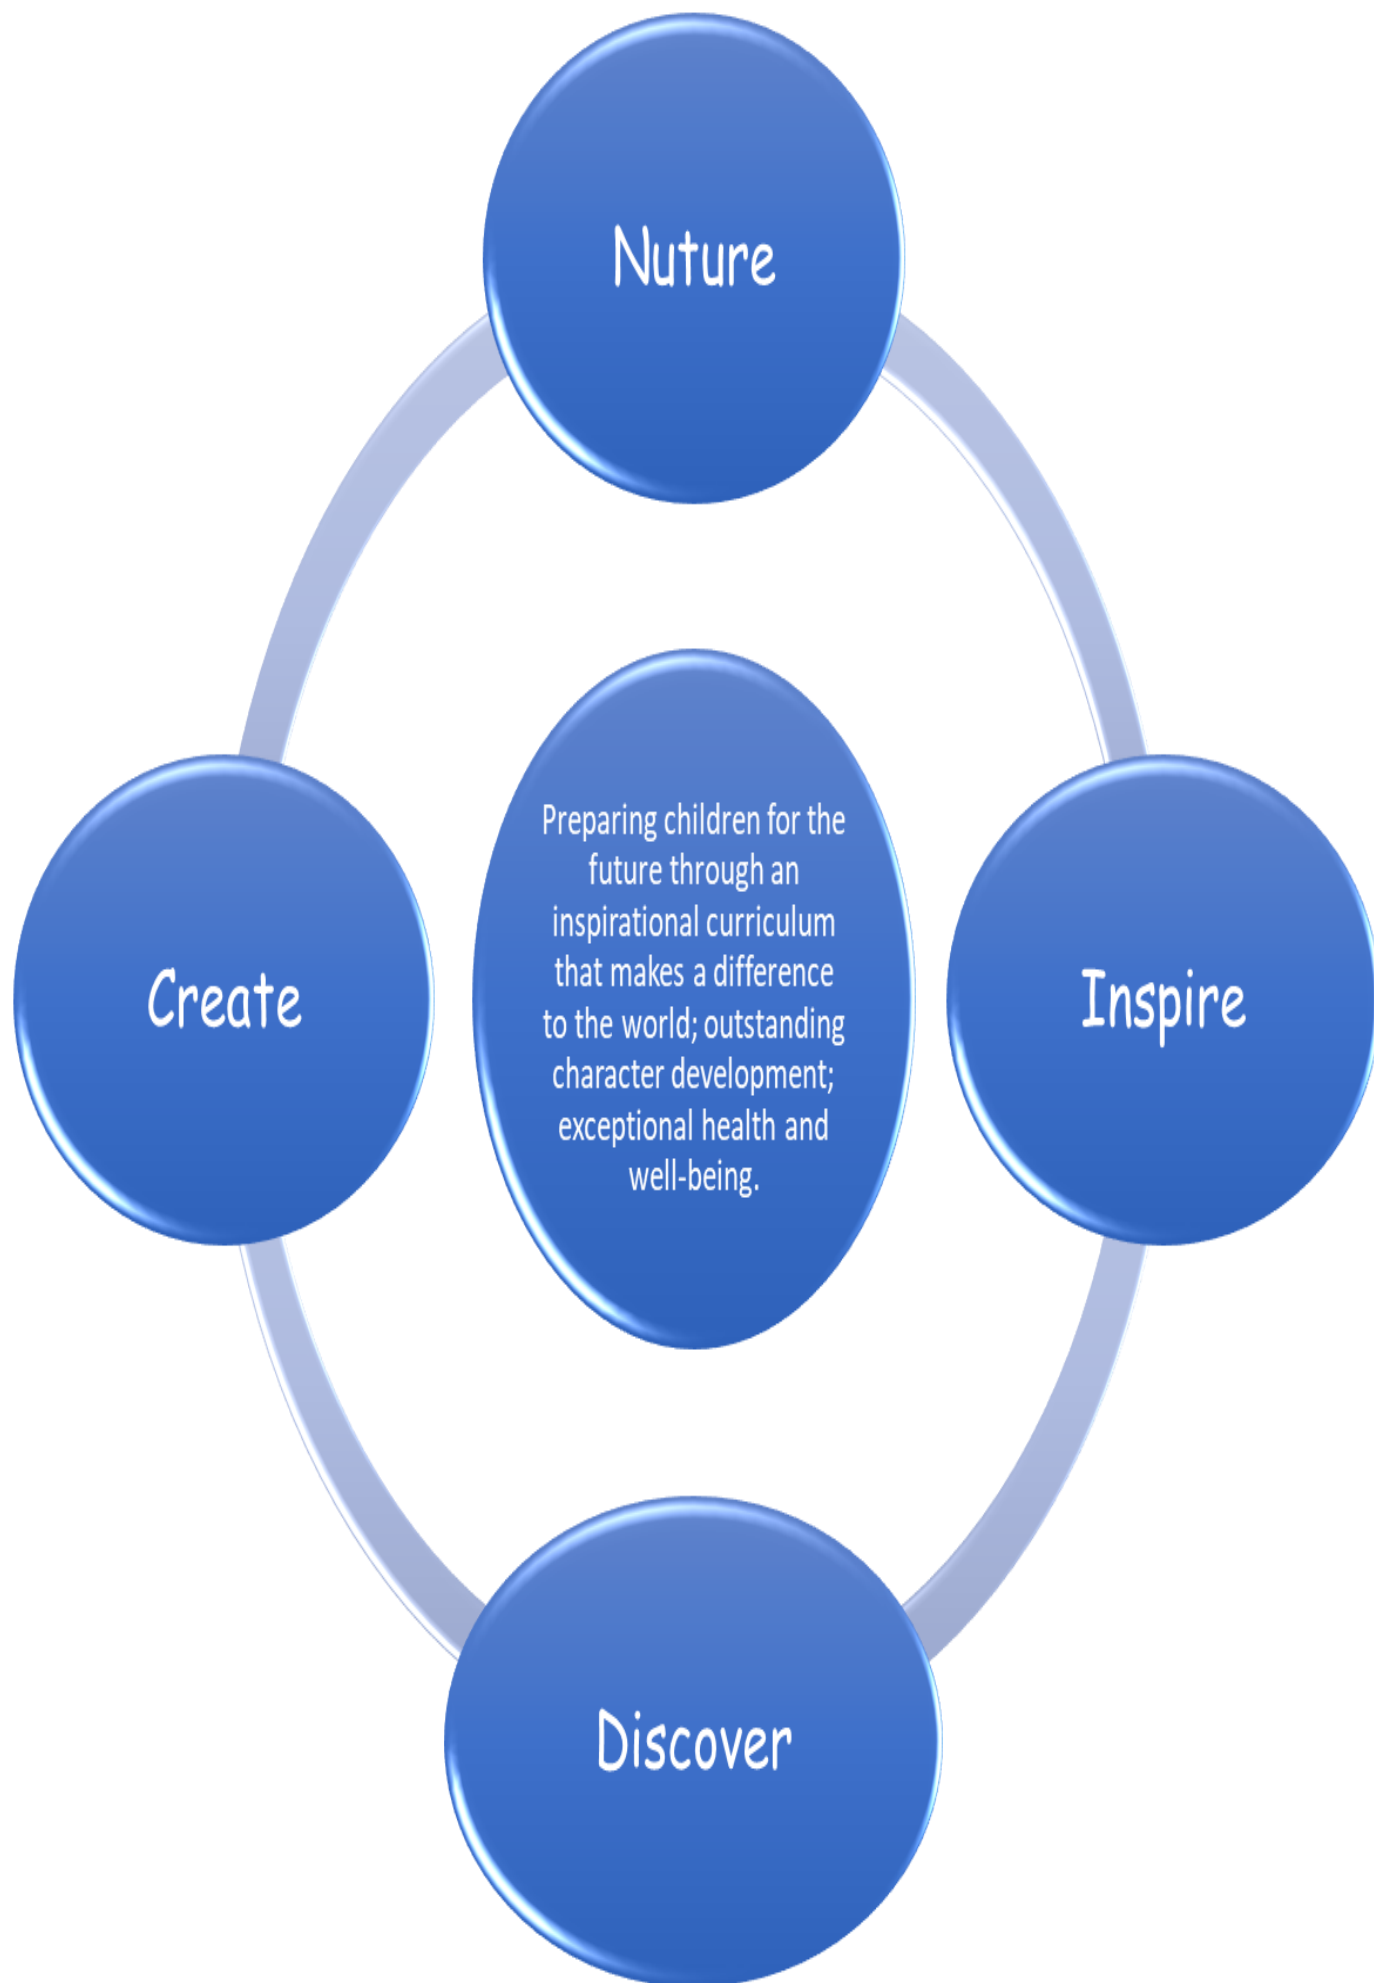 Nuture
Preparing children for the
future through an
inspirational curriculum
that makes a difference
to the world; outstanding
character development;
exceptional health and
well-being.
Create
Inspire
Discover